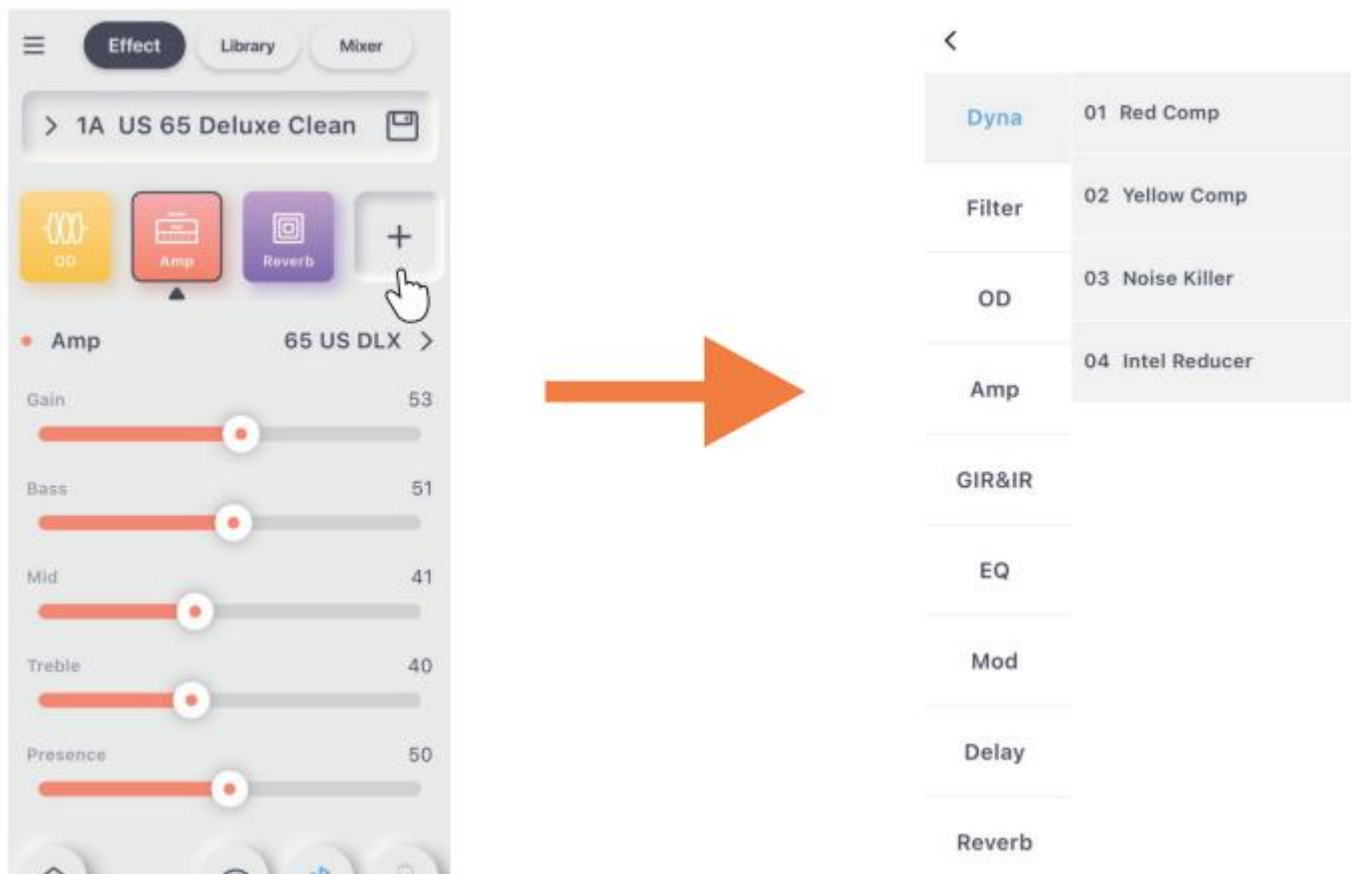 Effect Library Mixer
1A US 65 Deluxe Clean
OD Amp Reverb
Amp 65 US DLX
Gain 53
Bass 51
Mid 41
Treble 40
Presence 50
Dyna
Filter
OD
Amp
GIR&IR
EQ
Mod
Delay
Reverb
01 Red Comp
02 Yellow Comp
03 Noise Killer
04 Intel Reducer